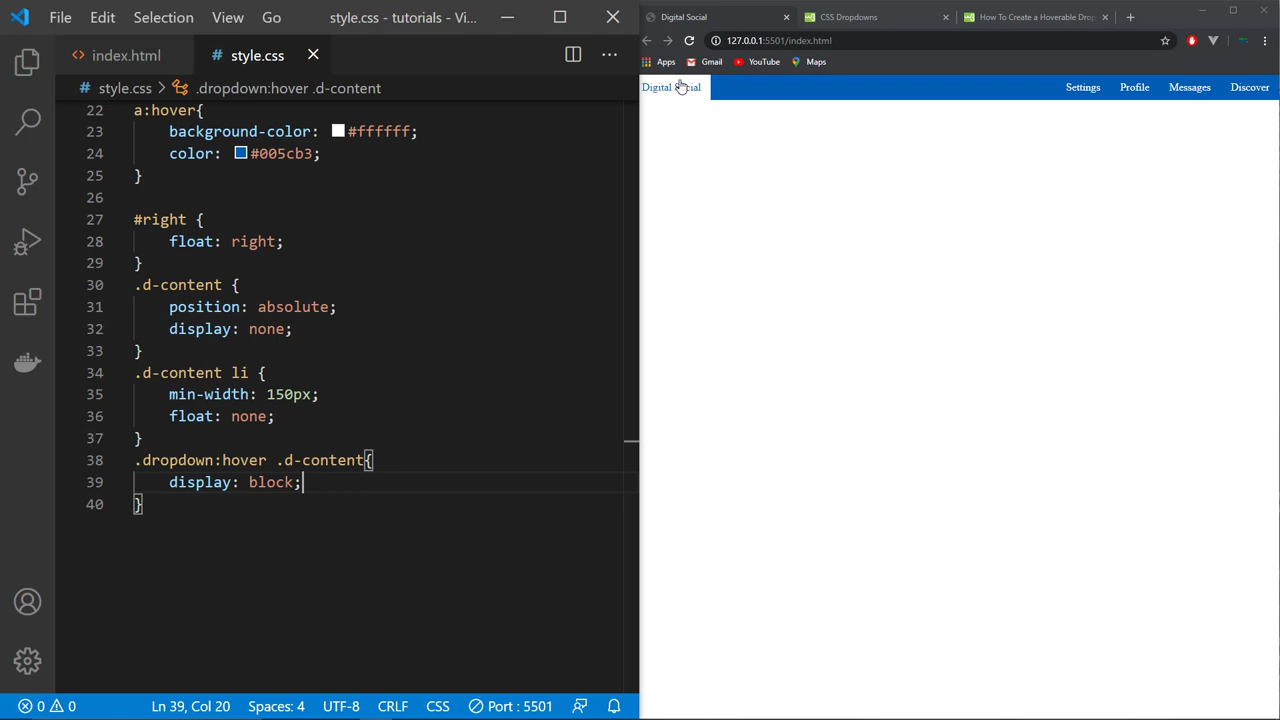 File Edit Selection View Go style.css - tutorials - Vi...
index.html style.css
style.css .dropdown:hover .d-content
22 a:hover{
23 background-color: #ffffff;
24 color: #005cb3;
25 }
26
27 #right {
28 float: right;
29 }
30 .d-content {
31 position: absolute;
32 display: none;
33 }
34 .d-content li {
35 min-width: 150px;
36 float: none;
37 }
38 .dropdown:hover .d-content{
39 display: block;
40 }
0 0 Ln 39, Col 20 Spaces: 4 UTF-8 CRLF CSS Port : 5501
Digital Social CSS Dropdowns How To Create a Hoverable Drop
127.0.0.1:5501/index.html
Apps Gmail YouTube Maps
Digital Social Settings Profile Messages Discover